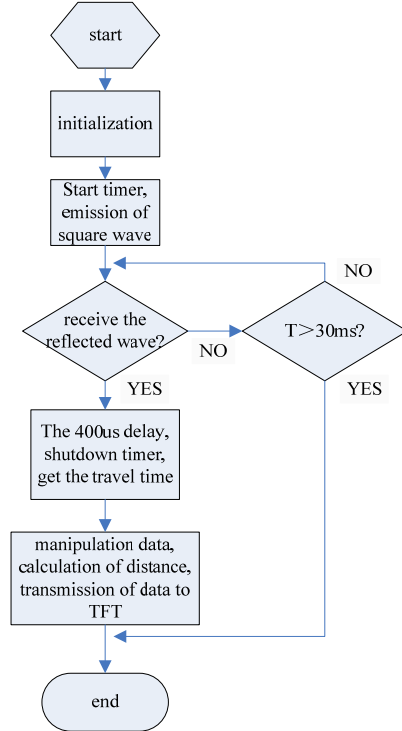 start
initialization
Start timer,
emission of
square wave
NO
receive the
reflected wave?
T＞30ms?
NO
YES
YES
The 400us delay,
shutdown timer,
get the travel time
manipulation data,
calculation of distance,
transmission of data to
TFT
end